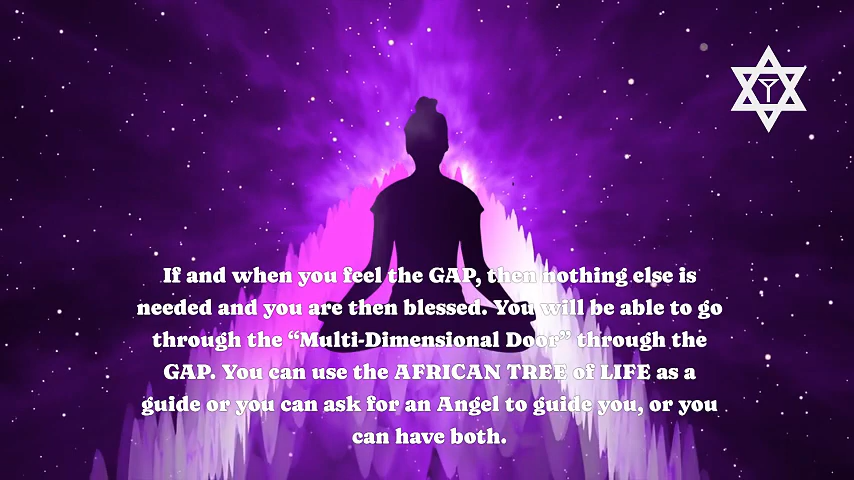 If and when you feel the GAP, then nothing else is
needed and you are then blessed. You will be able to go
through the “Multi-Dimensional Door” through the
GAP. You can use the AFRICAN TREE of LIFE as a
guide or you can ask for an Angel to guide you, or you
can have both.